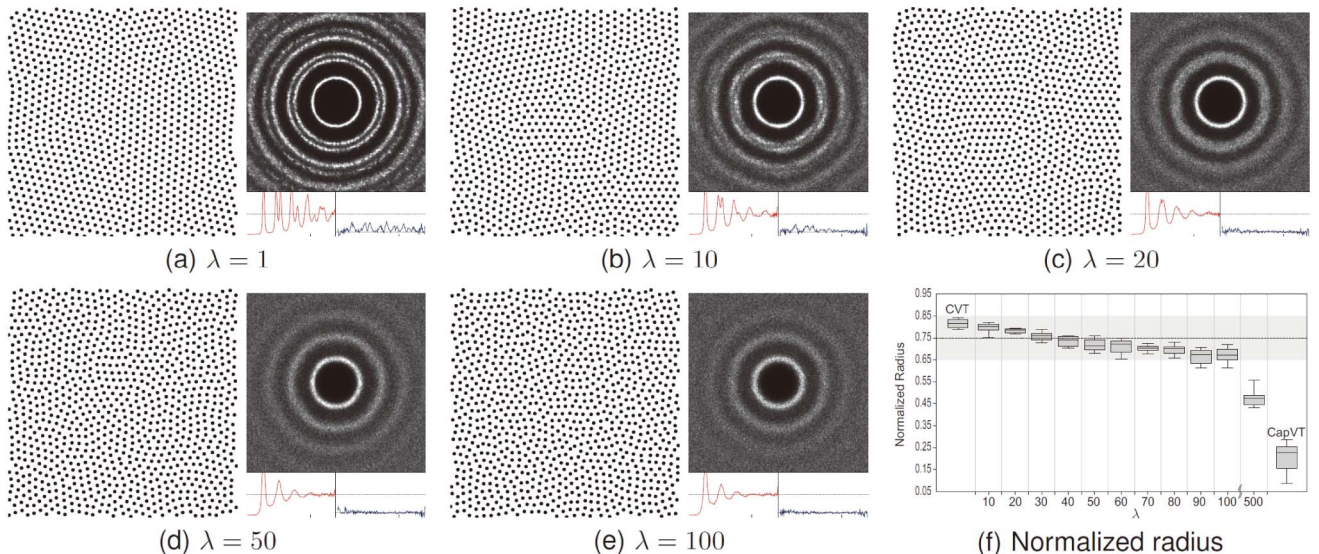 (a) λ = 1
(b) λ = 10
(c) λ = 20
(d) λ = 50
(e) λ = 100
0.95
0.85
0.75
0.65
0.55
0.45
0.35
0.25
0.15
0.05
Normalized Radius
CVT
CapVT
10 20 30 40 50 60 70 80 90 100 500
λ
(f) Normalized radius